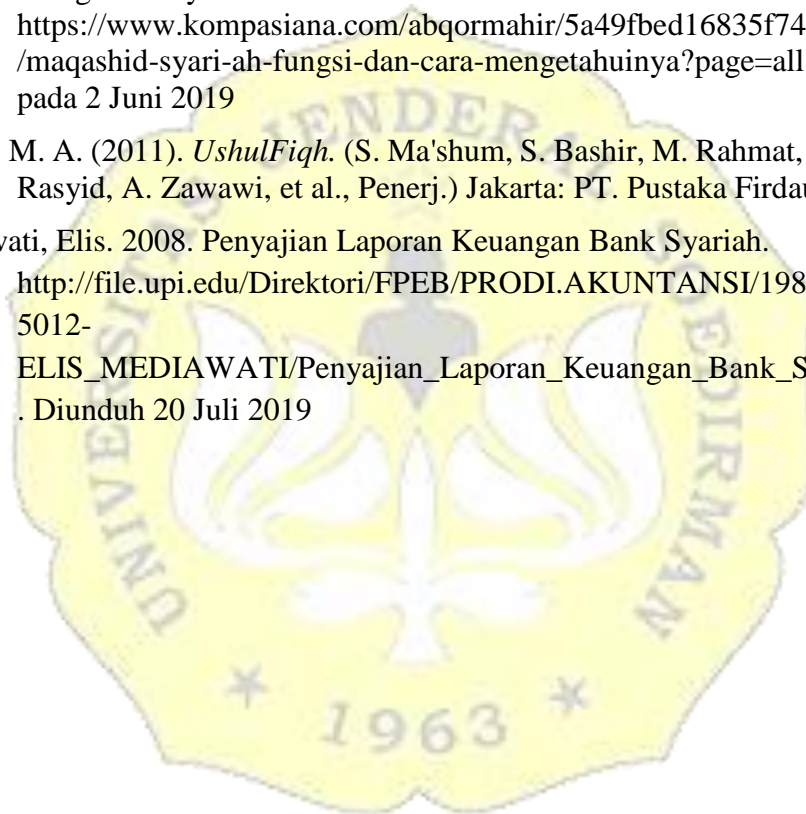 https://www.kompasiana.com/abqormahir/5a49fbed16835f74
/maqashid-syari-ah-fungsi-dan-cara-mengetahuinya?page=all
pada 2 Juni 2019
M. A. (2011). UshulFiqh. (S. Ma'shum, S. Bashir, M. Rahmat,
Rasyid, A. Zawawi, et al., Penerj.) Jakarta: PT. Pustaka Firdau
vati, Elis. 2008. Penyajian Laporan Keuangan Bank Syariah.
http://file.upi.edu/Direktori/FPEB/PRODI.AKUNTANSI/198
5012-
ELIS_MEDIAWATI/Penyajian_Laporan_Keuangan_Bank_S
. Diunduh 20 Juli 2019
UNIVERSITAS JENDERAL SOEDIRMAN
* 1963 *